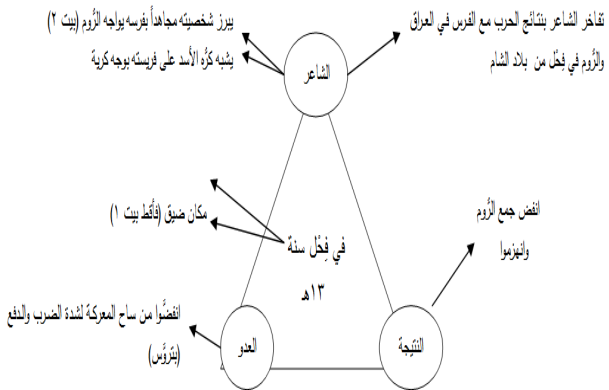 تفاخر الشاعر بنتائج الحرب مع الفرس في العراق
والرُّوم في فِحْل من بلاد الشام
يبرز شخصيته مجاهداً بفرسه يواجه الرُّوم (بيت ٢)
يشبه كرَّه الأسد على فريسته بوجه كرية
الشاعر
مكان ضيق (فأقط بيت ١)
في فِحْل سنة
١٣هـ
انفض جمع الرُّوم
وانهزموا
النتيجة
انفضُّوا من ساح المعركة لشدة الضرب والدفع
(بتروَّس)
العدو